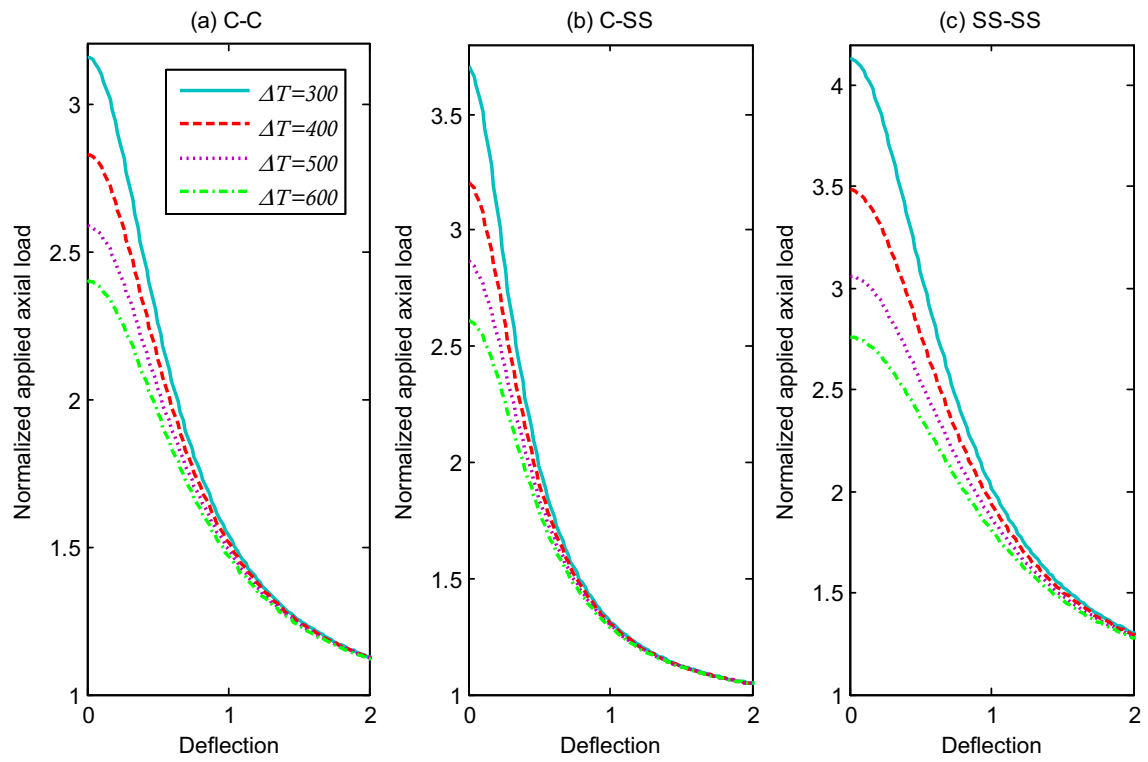 (a) C-C
(b) C-SS
(c) SS-SS
Normalized applied axial load
3
2.5
2
1.5
1
0
1
2
Deflection
ΔT=300
ΔT=400
ΔT=500
ΔT=600
Normalized applied axial load
3.5
3
2.5
2
1.5
1
0
1
2
Deflection
Normalized applied axial load
4
3.5
3
2.5
2
1.5
1
0
1
2
Deflection